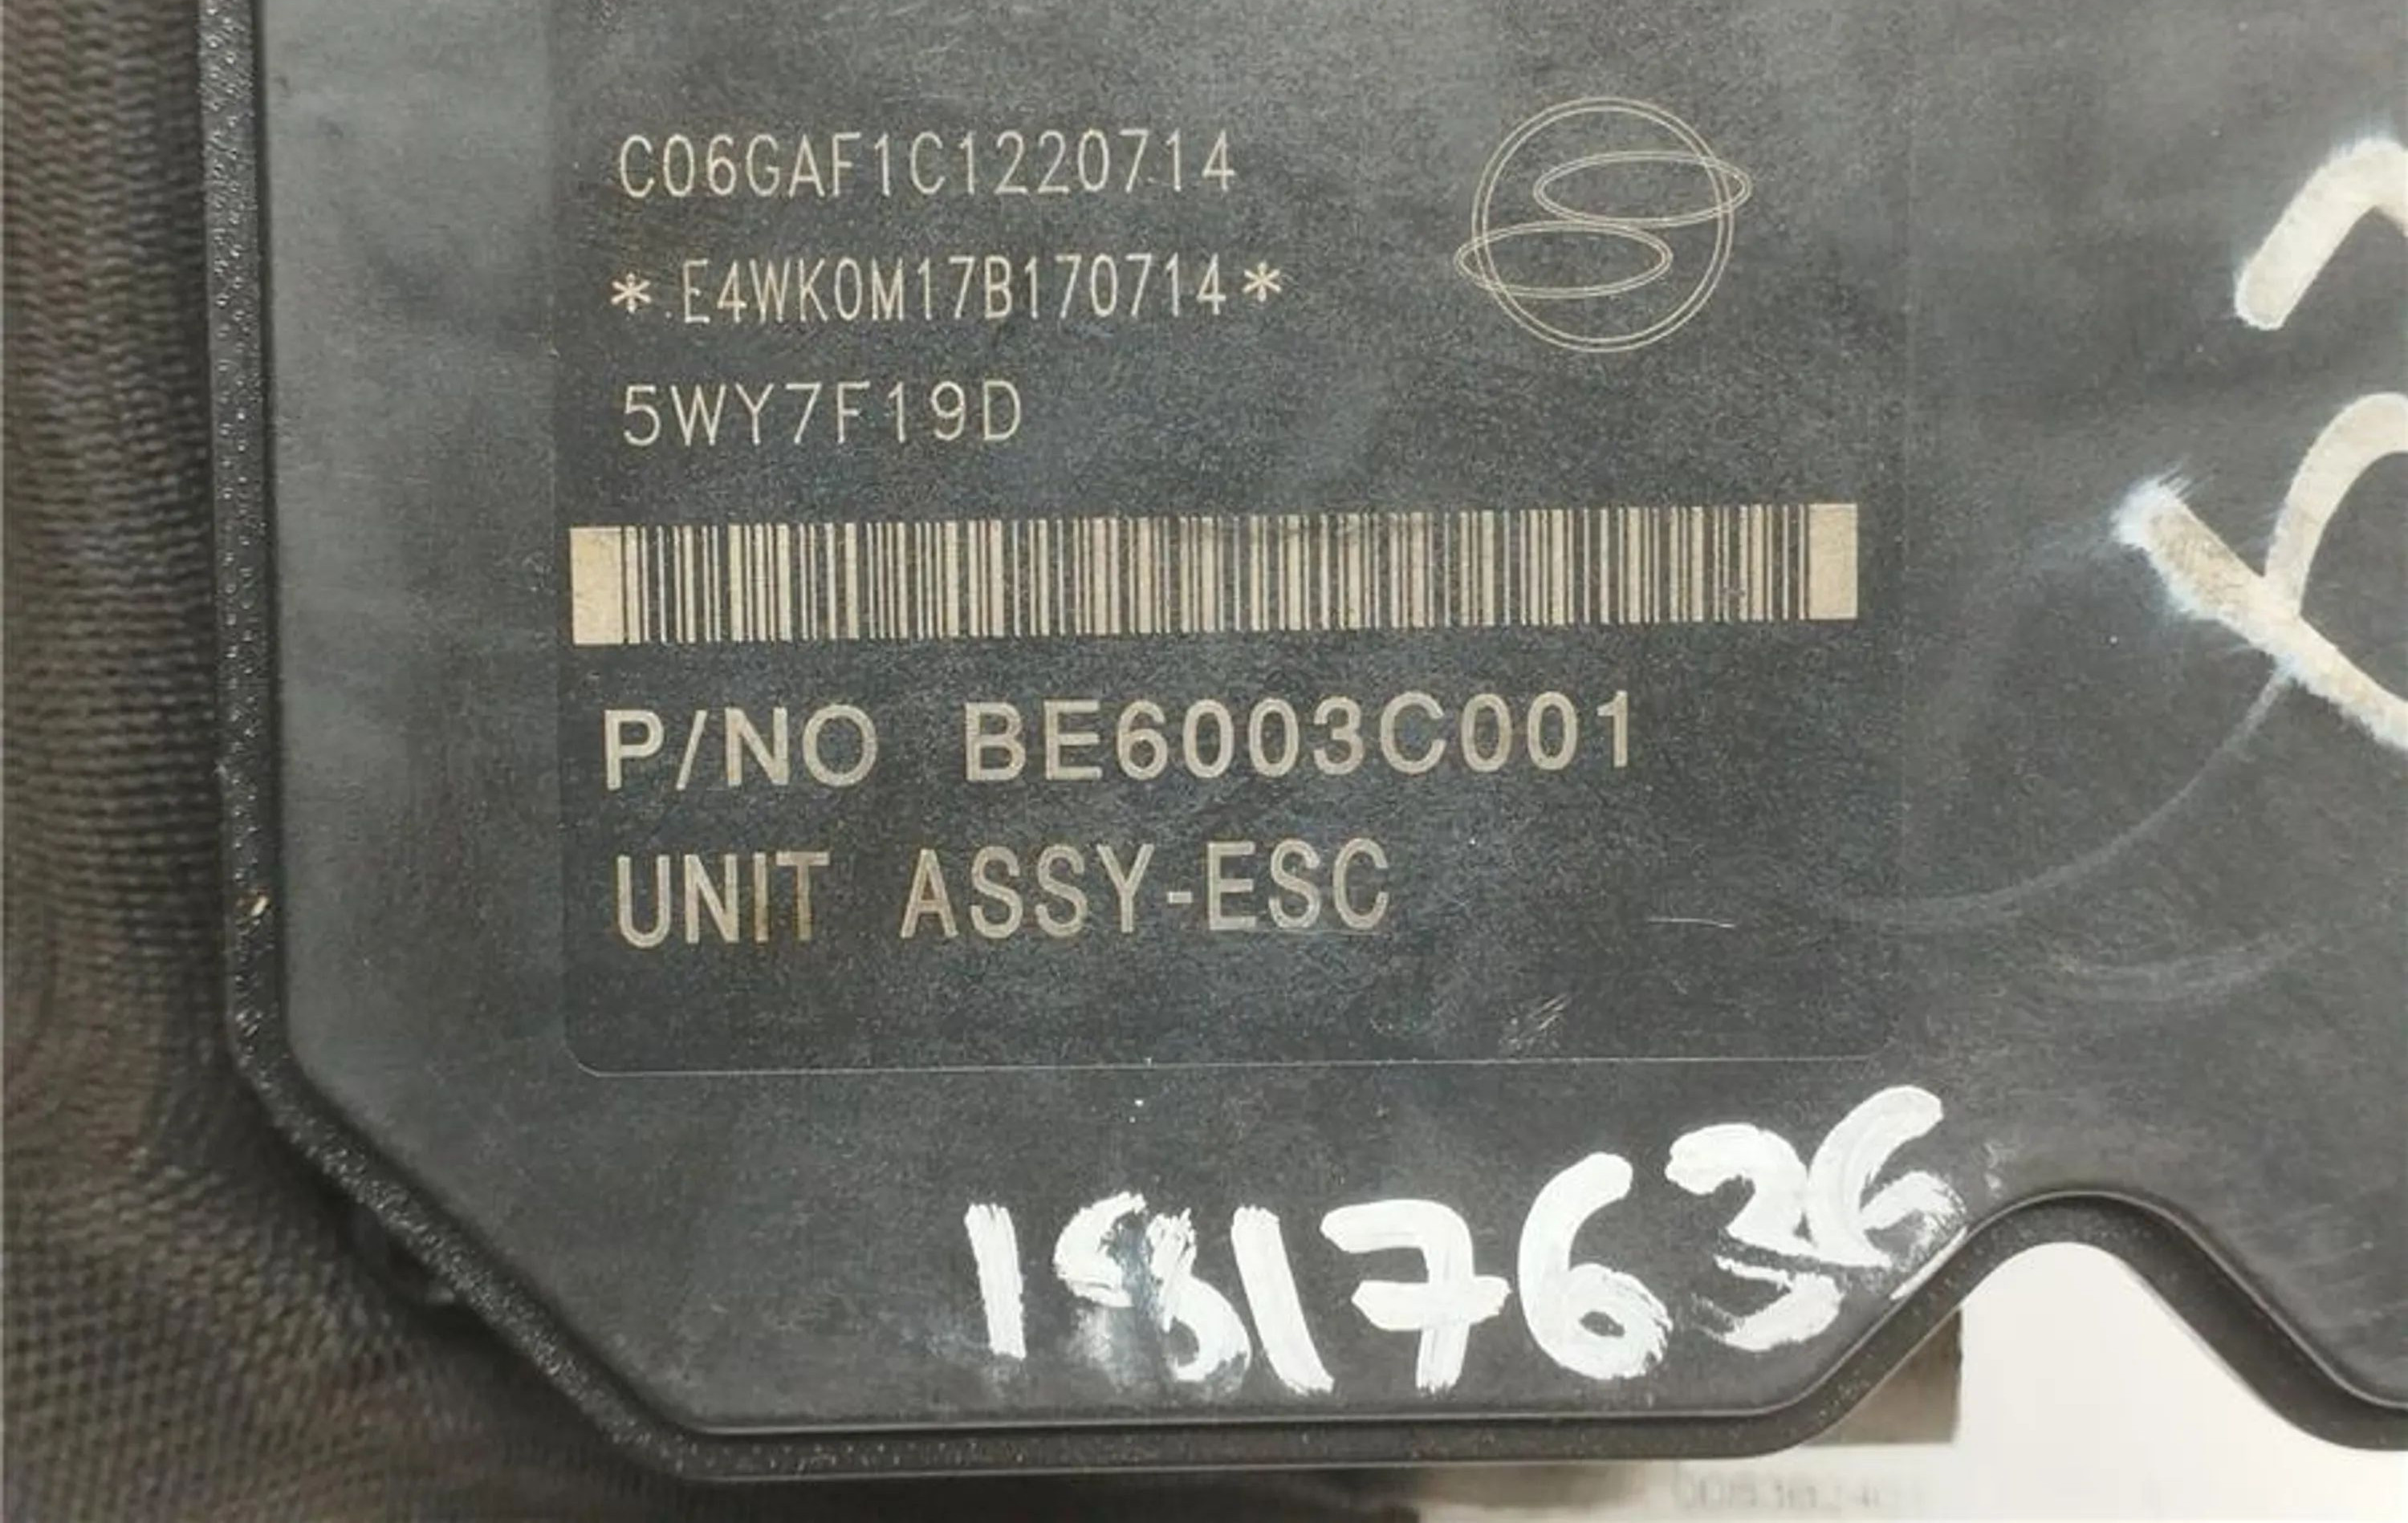 C06GAF1C1220714
*E4WK0M17B170714*
5WY7F19D
P/NO BE6003C001
UNIT ASSY-ESC
1817636